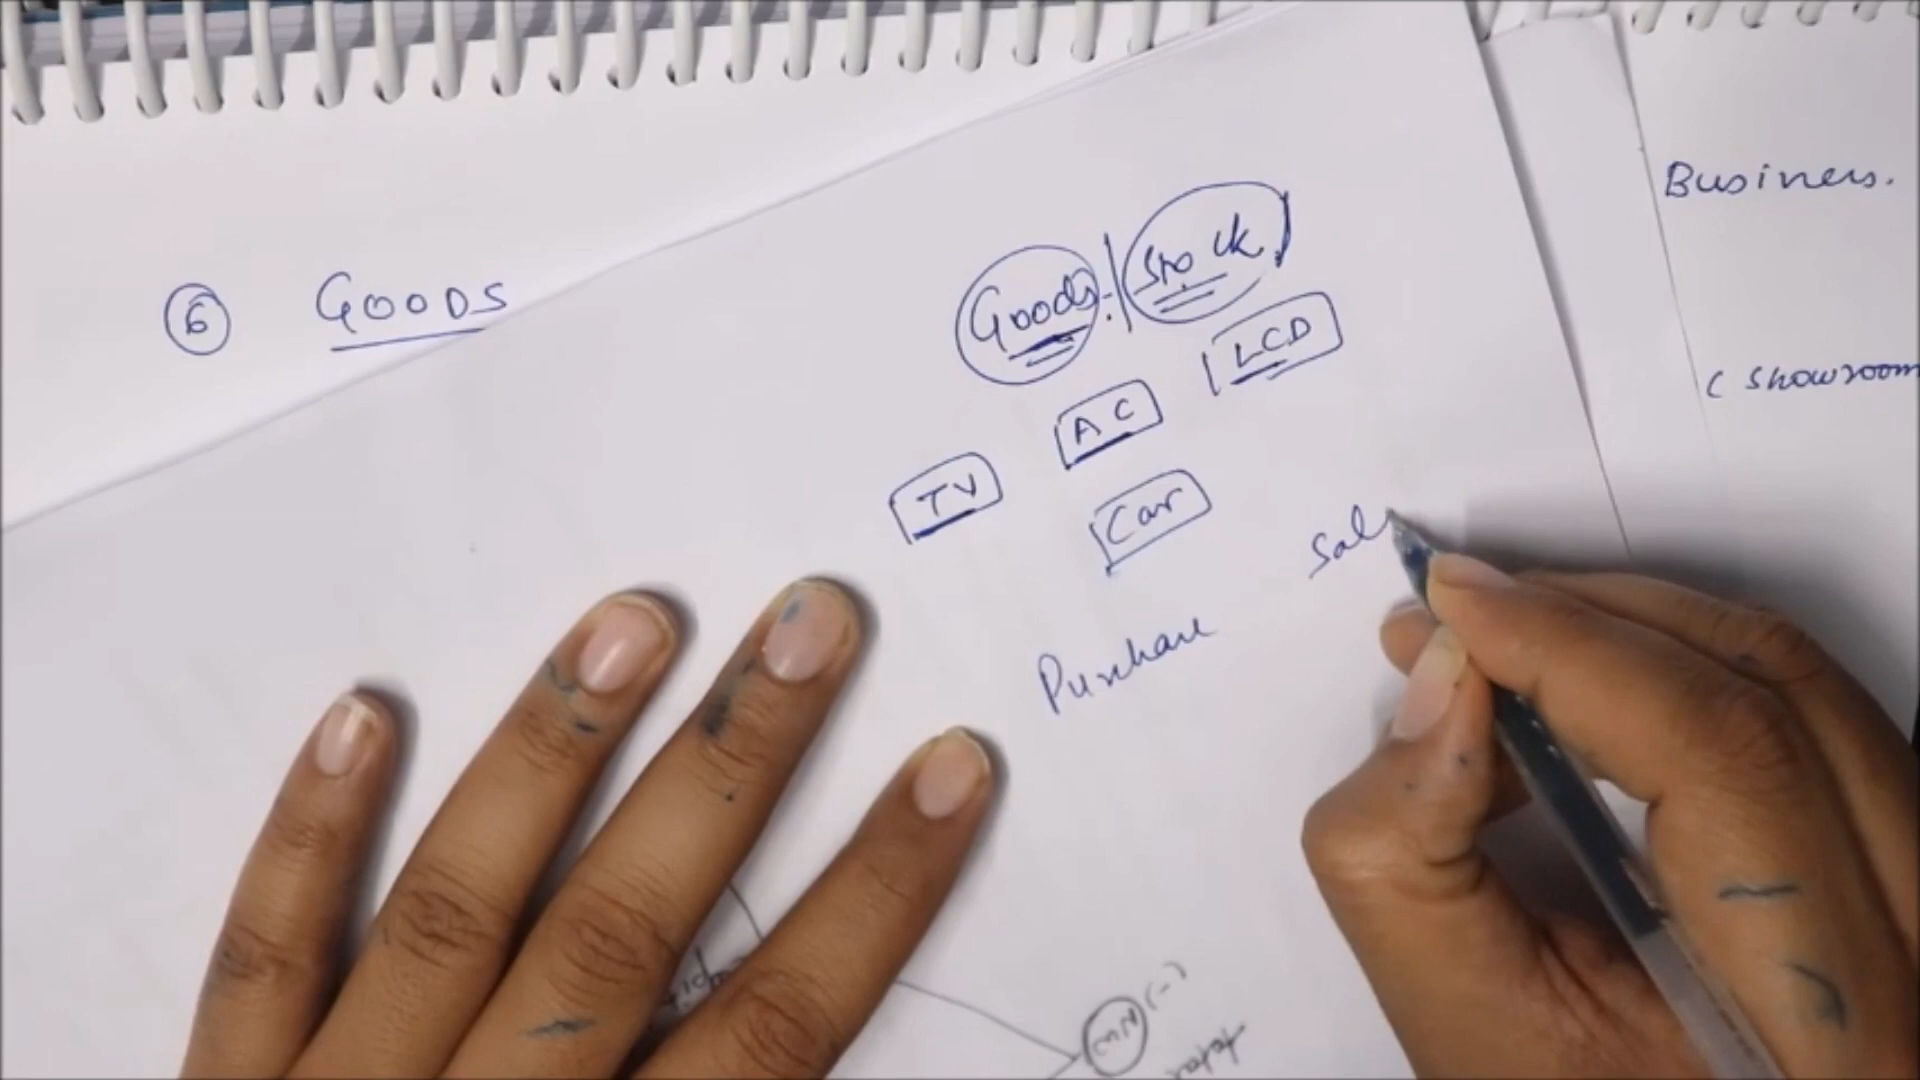 6 GOODS
Goods. | Stock
TV AC LCD
Car
Purchase Sal
Business.
( Showroom